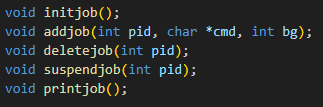 void initjob();
void addjob(int pid, char *cmd, int bg);
void deletejob(int pid);
void suspendjob(int pid);
void printjob();